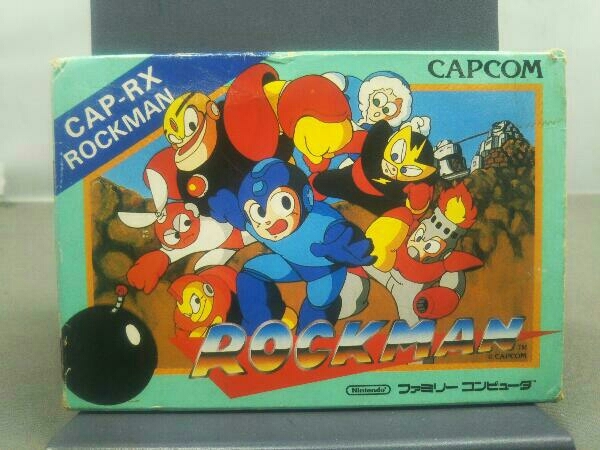 CAP-RX
ROCKMAN
CAPCOM
ROCKMAN TM
© CAPCOM
Nintendo ファミリー コンピュータ TM